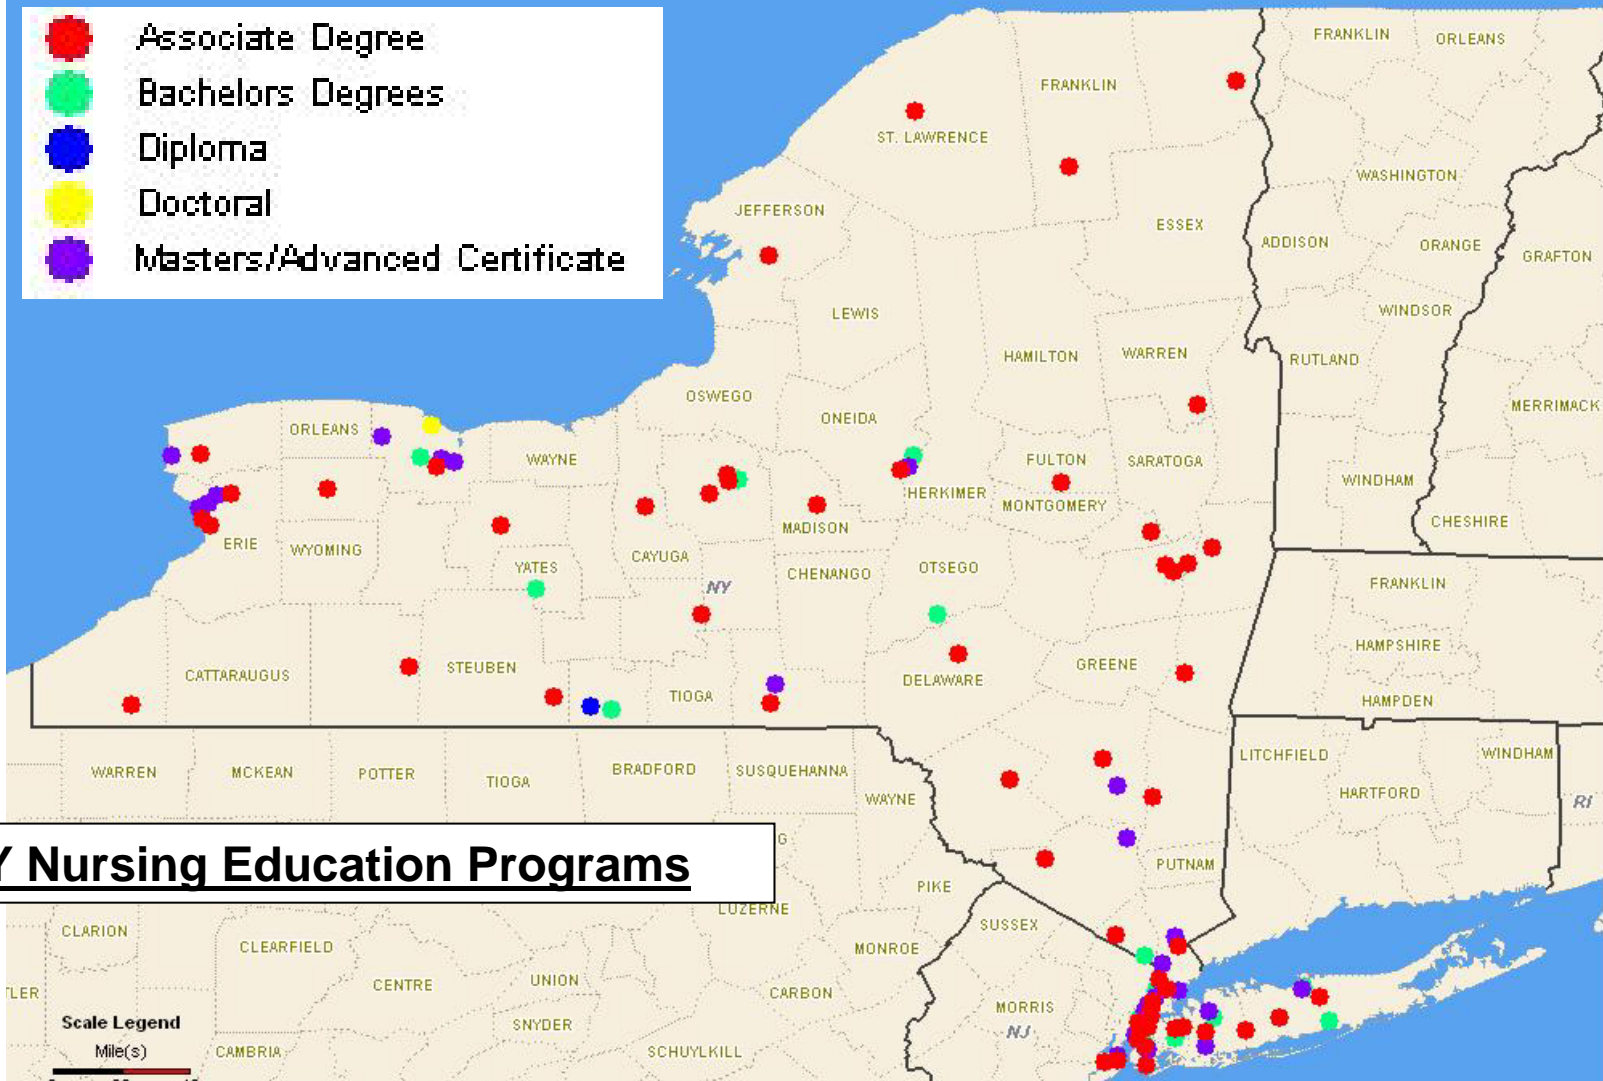 Associate Degree
Bachelors Degrees
Diploma
Doctoral
Masters/Advanced Certificate
FRANKLIN
ORLEANS
FRANKLIN
ST. LAWRENCE
WASHINGTON
JEFFERSON
ESSEX
ADDISON
ORANGE
GRAFTON
LEWIS
WINDSOR
HAMILTON
WARREN
RUTLAND
OSWEGO
MERRIMACK
ONEIDA
ORLEANS
WAYNE
FULTON
SARATOGA
HERKIMER
WINDHAM
MONTGOMERY
MADISON
CHESHIRE
ERIE
WYOMING
CAYUGA
YATES
CHENANGO
OTSEGO
NY
FRANKLIN
HAMPSHIRE
CATTARAUGUS
STEUBEN
GREENE
TIOGA
DELAWARE
HAMPDEN
LITCHFIELD
WINDHAM
WARREN
MCKEAN
POTTER
TIOGA
BRADFORD
SUSQUEHANNA
WAYNE
HARTFORD
RI
G
Y Nursing Education Programs
PUTNAM
PIKE
LUZERNE
SUSSEX
CLARION
CLEARFIELD
MONROE
CENTRE
UNION
CARBON
TLER
MORRIS
NJ
Scale Legend
SNYDER
Mile(s)
CAMBRIA
SCHUYLKILL